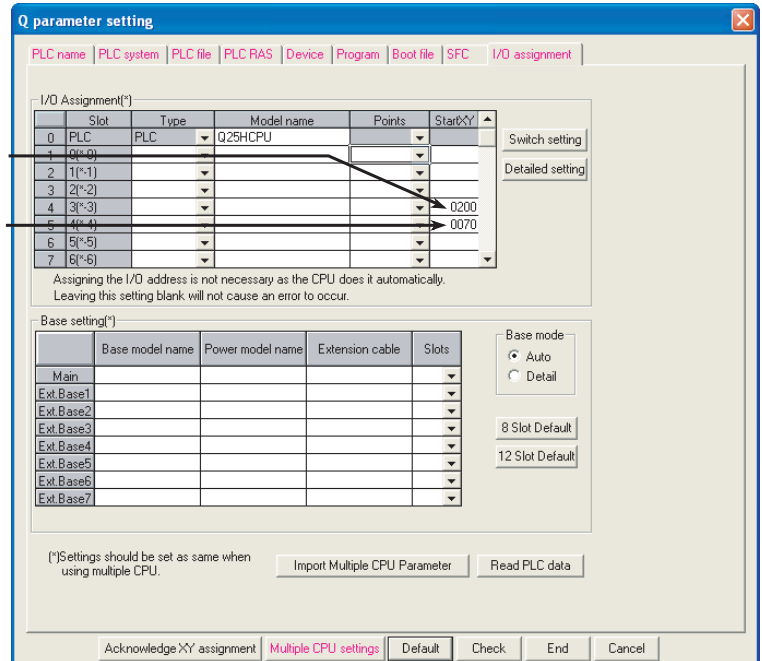 Q parameter setting
PLC name PLC system PLC file PLC RAS Device Program Boot file SFC I/O assignment
I/O Assignment(*)
Slot Type Model name Points StartXY
0 PLC PLC Q25HCPU
1 0(*-0)
2 1(*-1)
3 2(*-2)
4 3(*-3) 0200
5 4(*-4) 0070
6 5(*-5)
7 6(*-6)
Switch setting
Detailed setting
Assigning the I/O address is not necessary as the CPU does it automatically.
Leaving this setting blank will not cause an error to occur.
Base setting(*)
Base model name Power model name Extension cable Slots
Main
Ext.Base1
Ext.Base2
Ext.Base3
Ext.Base4
Ext.Base5
Ext.Base6
Ext.Base7
Base mode
Auto
Detail
8 Slot Default
12 Slot Default
(*)Settings should be set as same when
using multiple CPU.
Import Multiple CPU Parameter Read PLC data
Acknowledge XY assignment Multiple CPU settings Default Check End Cancel